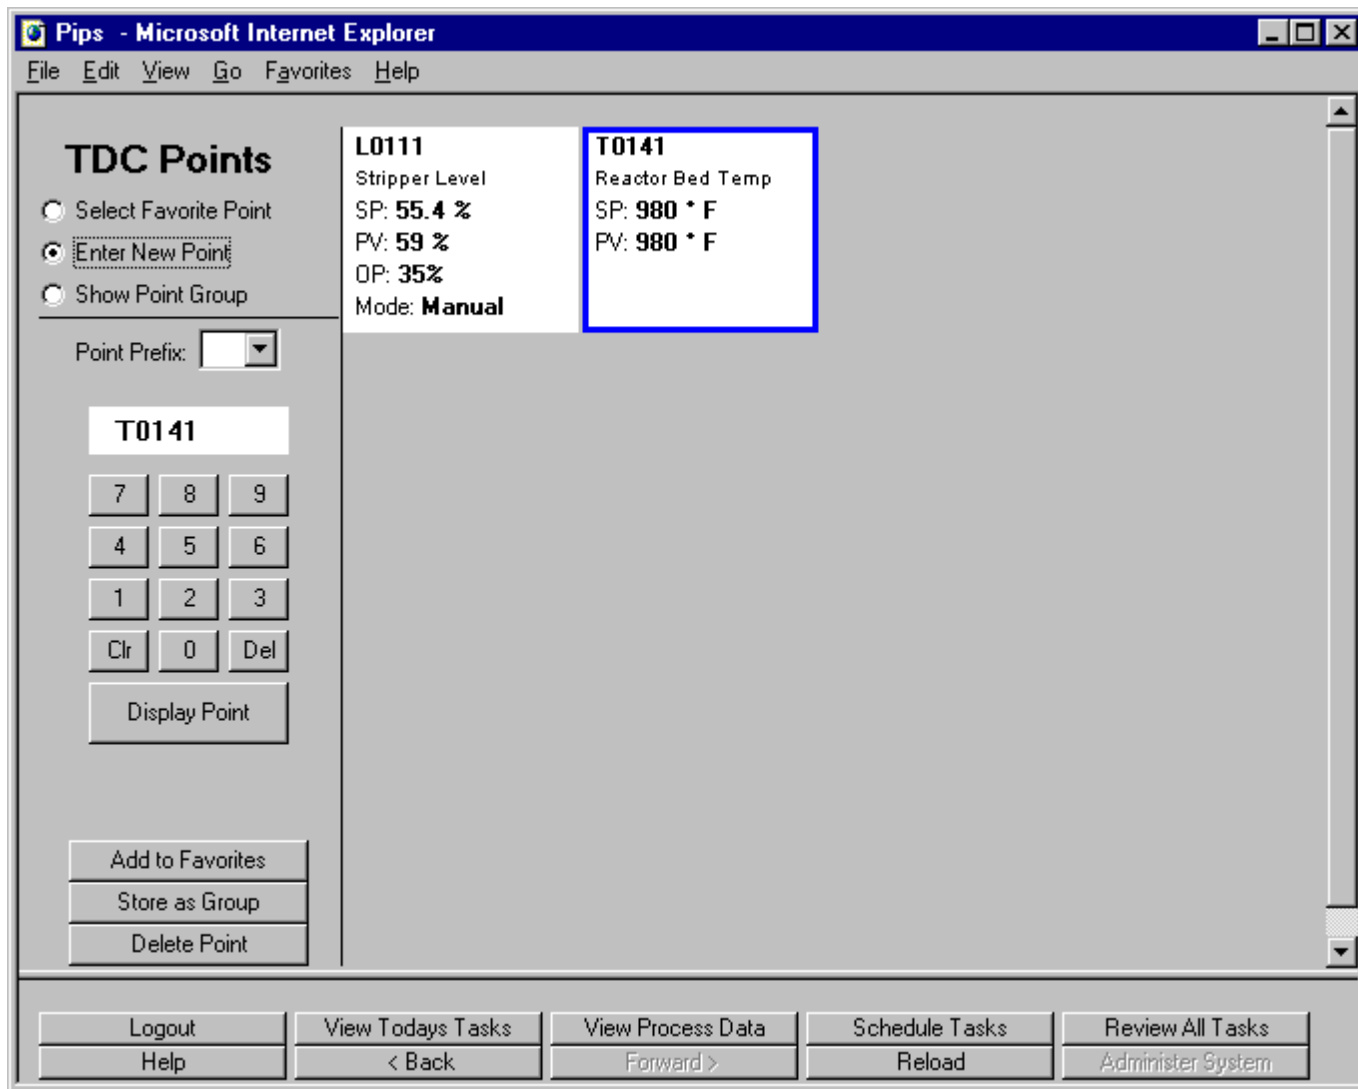 Pips - Microsoft Internet Explorer
File Edit View Go Favorites Help
TDC Points
Select Favorite Point
Enter New Point
Show Point Group
Point Prefix:
T0141
7 8 9
4 5 6
1 2 3
Clr 0 Del
Display Point
Add to Favorites
Store as Group
Delete Point
L0111
Stripper Level
SP: 55.4 %
PV: 59 %
OP: 35%
Mode: Manual
T0141
Reactor Bed Temp
SP: 980 * F
PV: 980 * F
Logout View Todays Tasks View Process Data Schedule Tasks Review All Tasks
Help < Back Forward > Reload Administer System